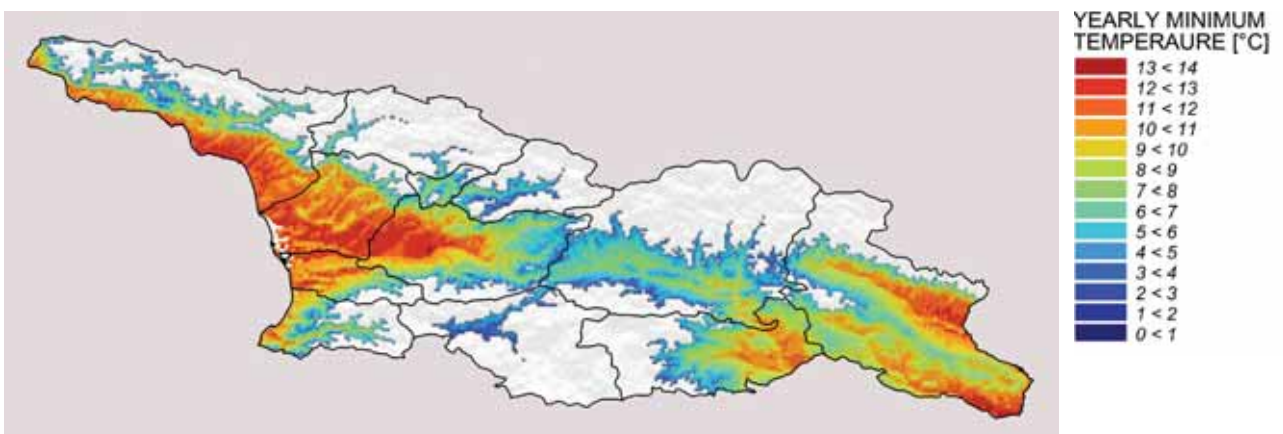 YEARLY MINIMUM
TEMPERAURE [°C]
13 < 14
12 < 13
11 < 12
10 < 11
9 < 10
8 < 9
7 < 8
6 < 7
5 < 6
4 < 5
3 < 4
2 < 3
1 < 2
0 < 1